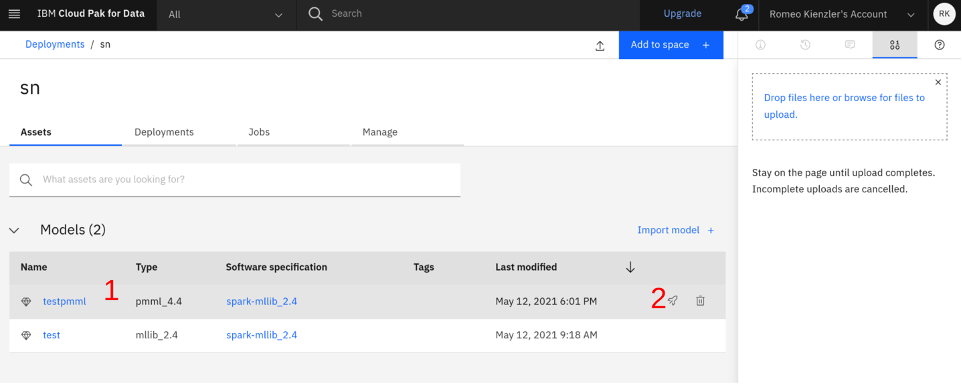 IBM Cloud Pak for Data
All
Search
Upgrade
2
Romeo Kienzler's Account
RK
Deployments / sn
Add to space +
sn
Assets
Deployments
Jobs
Manage
What assets are you looking for?
Models (2)
Import model +
Name Type Software specification Tags Last modified
testpmml 1 pmml_4.4 spark-mllib_2.4 May 12, 2021 6:01 PM 2
test mllib_2.4 spark-mllib_2.4 May 12, 2021 9:18 AM
Drop files here or browse for files to
upload.
Stay on the page until upload completes.
Incomplete uploads are cancelled.